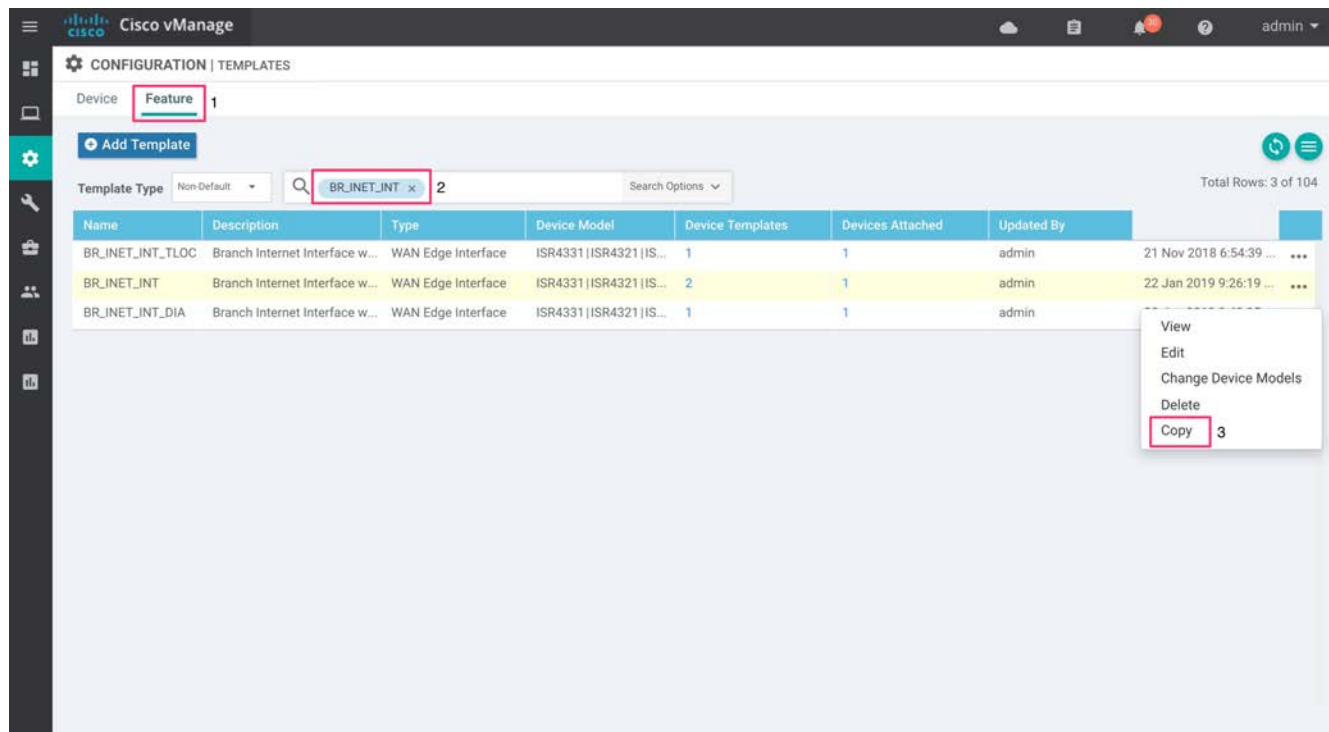 cisco Cisco vManage 30 admin
CONFIGURATION | TEMPLATES
Device Feature 1
Add Template
Template Type Non-Default BR_INET_INT × 2 Search Options Total Rows: 3 of 104
Name Description Type Device Model Device Templates Devices Attached Updated By
BR_INET_INT_TLOC Branch Internet Interface w... WAN Edge Interface ISR4331|ISR4321|IS... 1 1 admin 21 Nov 2018 6:54:39 ... •••
BR_INET_INT Branch Internet Interface w... WAN Edge Interface ISR4331|ISR4321|IS... 2 1 admin 22 Jan 2019 9:26:19 ... •••
BR_INET_INT_DIA Branch Internet Interface w... WAN Edge Interface ISR4331|ISR4321|IS... 1 1 admin
View
Edit
Change Device Models
Delete
Copy 3